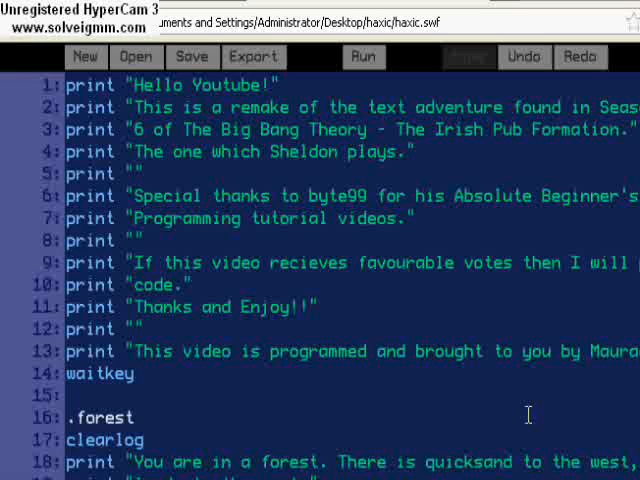 Unregistered HyperCam 3
www.solveigmm.com
uments and Settings/Administrator/Desktop/haxic/haxic.swf
New Open Save Export Run Undo Redo
1: print "Hello Youtube!"
2: print "This is a remake of the text adventure found in Seas
3: print "6 of The Big Bang Theory - The Irish Pub Formation."
4: print "The one which Sheldon plays."
5: print ""
6: print "Special thanks to byte99 for his Absolute Beginner's
7: print "Programming tutorial videos."
8: print ""
9: print "If this video recieves favourable votes then I will
10: print "code."
11: print "Thanks and Enjoy!!"
12: print ""
13: print "This video is programmed and brought to you by Maura
14: waitkey
15:
16: .forest
17: clearlog
18: print "You are in a forest. There is quicksand to the west,